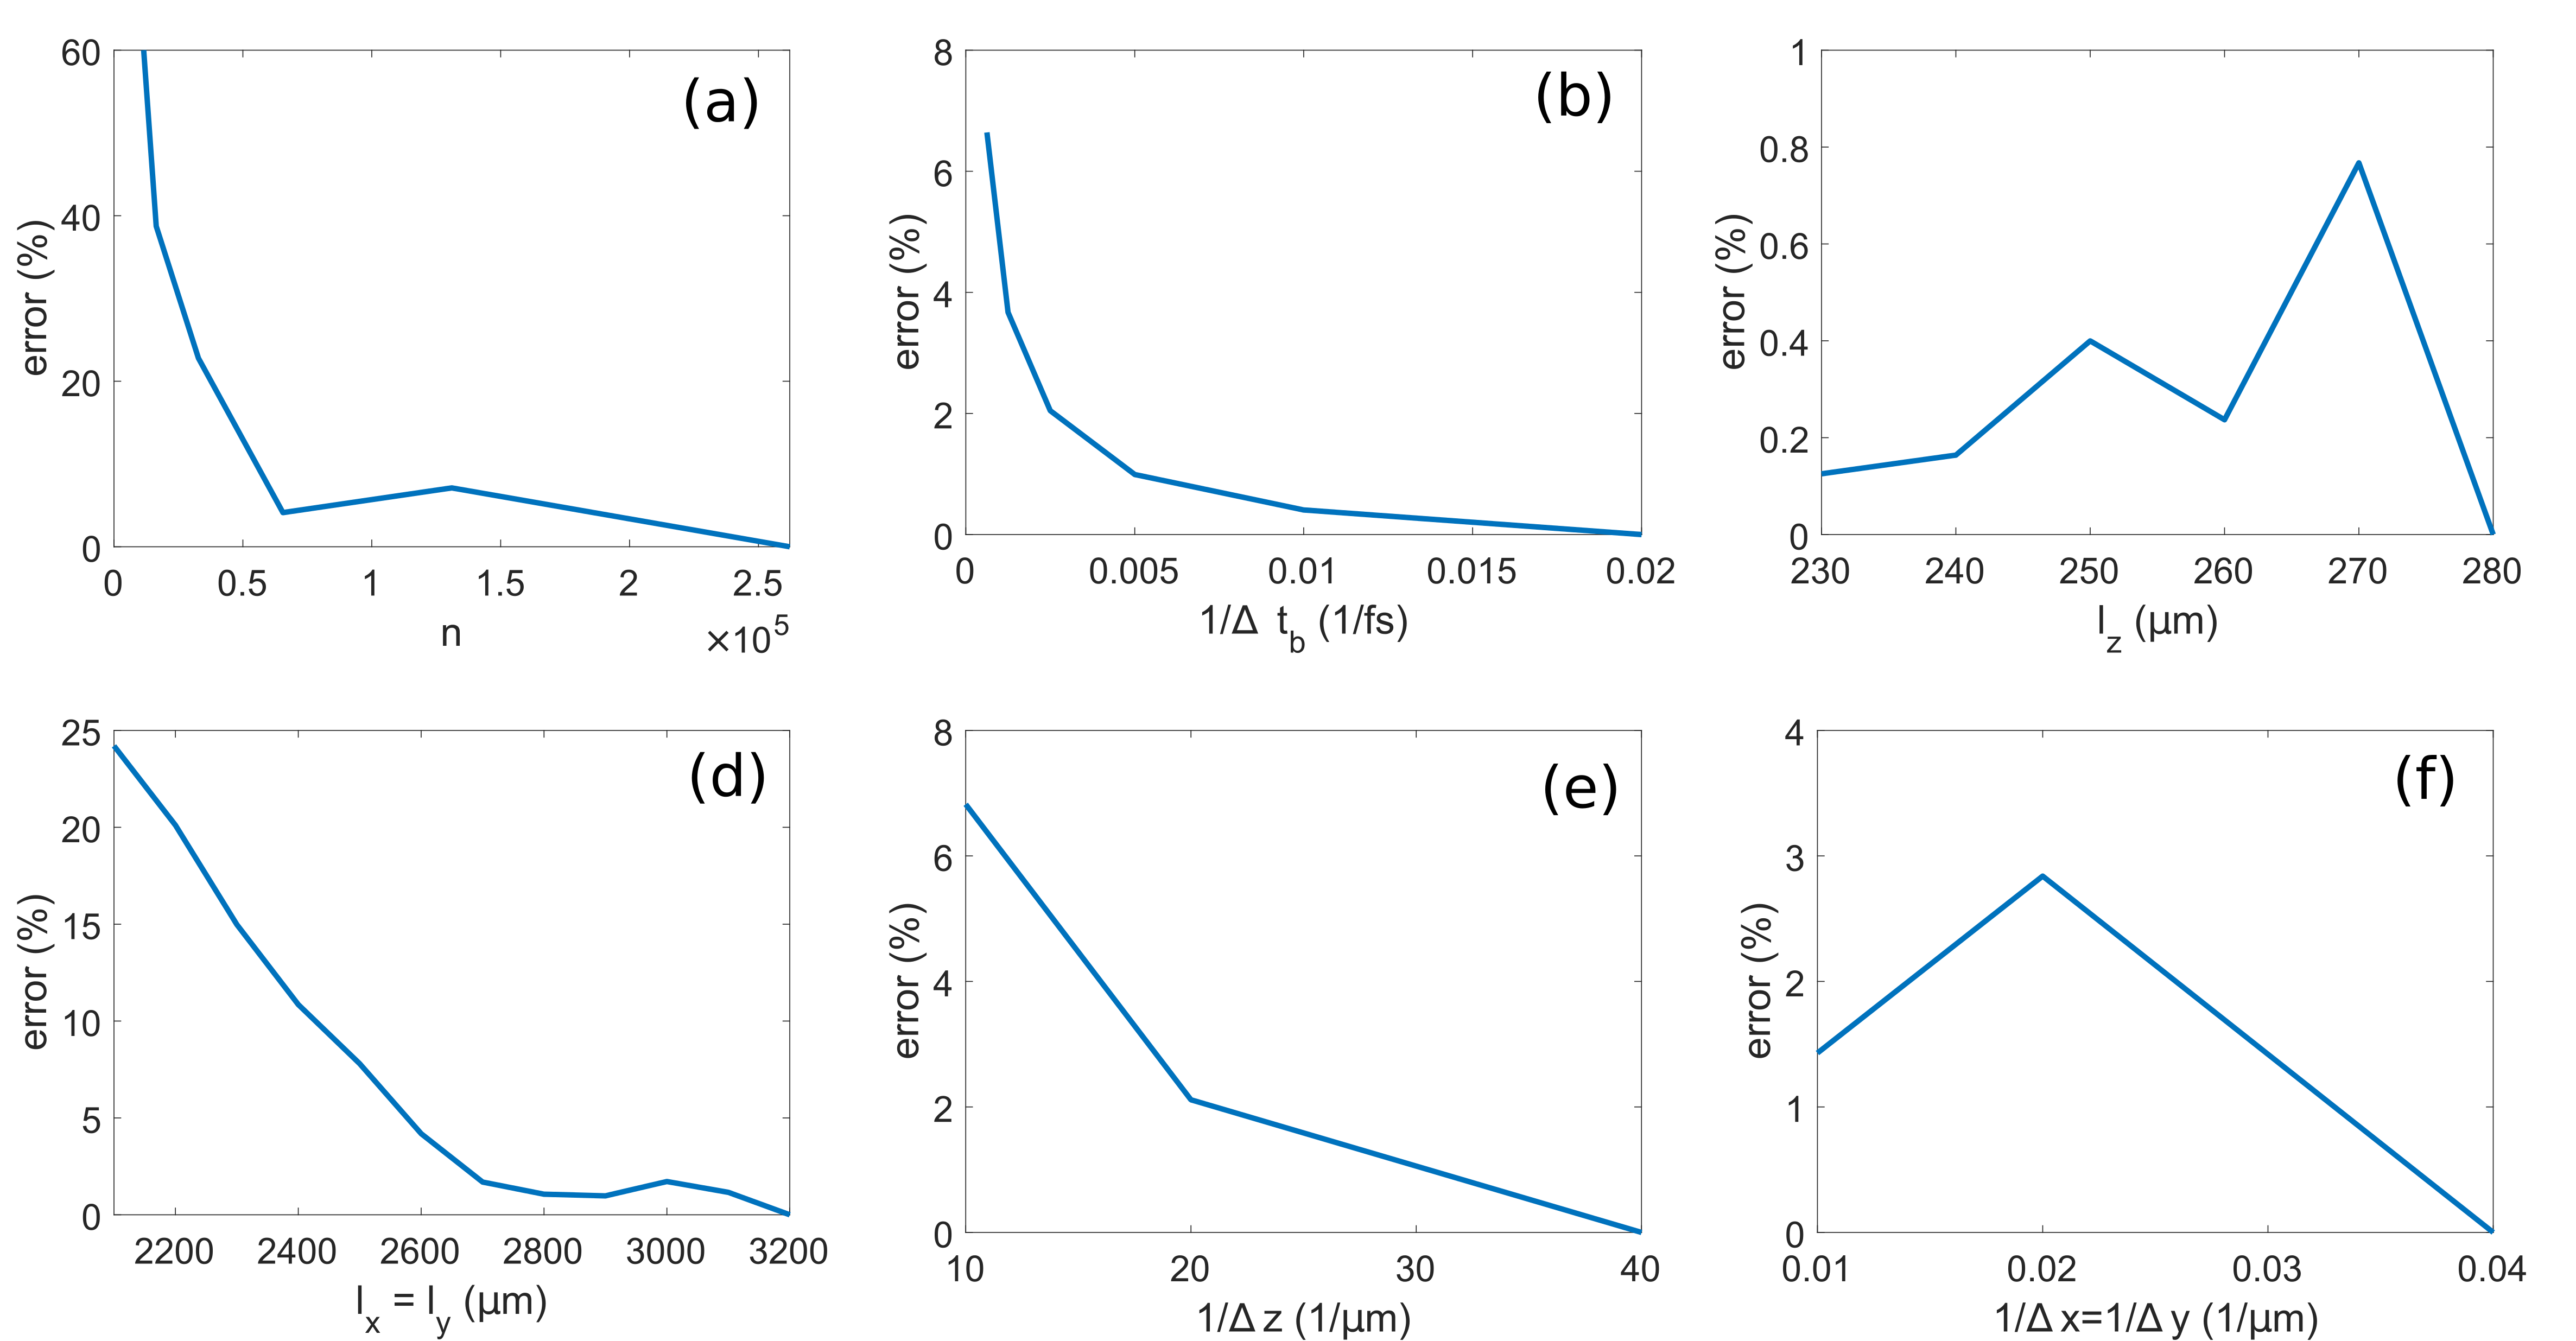 (a)
error (%)
60
40
20
0
0 0.5 1 1.5 2 2.5
×10^5
n
(b)
error (%)
8
6
4
2
0
0 0.005 0.01 0.015 0.02
1/Δ t_b (1/fs)
error (%)
1
0.8
0.6
0.4
0.2
0
230 240 250 260 270 280
l_z (μm)
(d)
error (%)
25
20
15
10
5
0
2200 2400 2600 2800 3000 3200
l_x = l_y (μm)
(e)
error (%)
8
6
4
2
0
10 20 30 40
1/Δ z (1/μm)
(f)
error (%)
4
3
2
1
0
0.01 0.02 0.03 0.04
1/Δ x=1/Δ y (1/μm)